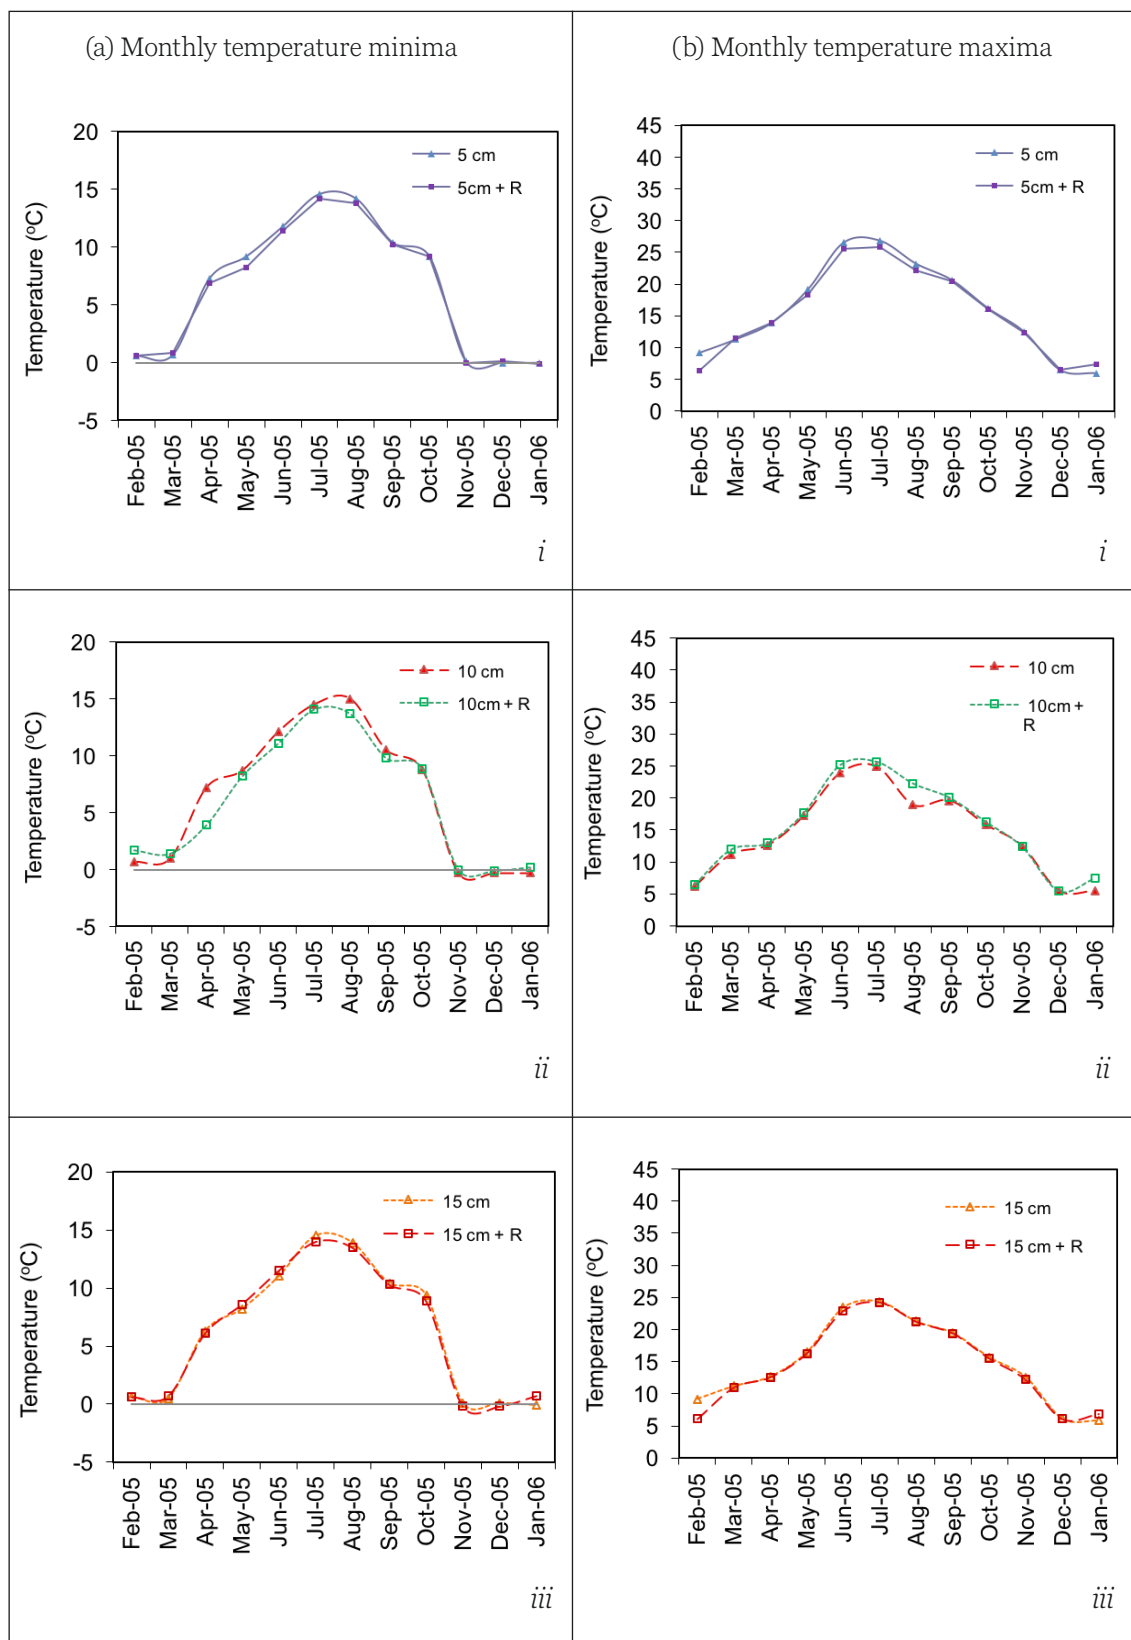 (a) Monthly temperature minima
(b) Monthly temperature maxima
20
15
10
5
0
-5
Temperature (ºC)
5 cm
5cm + R
Feb-05
Mar-05
Apr-05
May-05
Jun-05
Jul-05
Aug-05
Sep-05
Oct-05
Nov-05
Dec-05
Jan-06
i
45
40
35
30
25
20
15
10
5
0
Temperature (ºC)
5 cm
5cm + R
Feb-05
Mar-05
Apr-05
May-05
Jun-05
Jul-05
Aug-05
Sep-05
Oct-05
Nov-05
Dec-05
Jan-06
i
20
15
10
5
0
-5
Temperature (ºC)
10 cm
10cm + R
Feb-05
Mar-05
Apr-05
May-05
Jun-05
Jul-05
Aug-05
Sep-05
Oct-05
Nov-05
Dec-05
Jan-06
ii
45
40
35
30
25
20
15
10
5
0
Temperature (ºC)
10 cm
10cm +
R
Feb-05
Mar-05
Apr-05
May-05
Jun-05
Jul-05
Aug-05
Sep-05
Oct-05
Nov-05
Dec-05
Jan-06
ii
20
15
10
5
0
-5
Temperature (ºC)
15 cm
15 cm + R
Feb-05
Mar-05
Apr-05
May-05
Jun-05
Jul-05
Aug-05
Sep-05
Oct-05
Nov-05
Dec-05
Jan-06
iii
45
40
35
30
25
20
15
10
5
0
Temperature (ºC)
15 cm
15 cm + R
Feb-05
Mar-05
Apr-05
May-05
Jun-05
Jul-05
Aug-05
Sep-05
Oct-05
Nov-05
Dec-05
Jan-06
iii